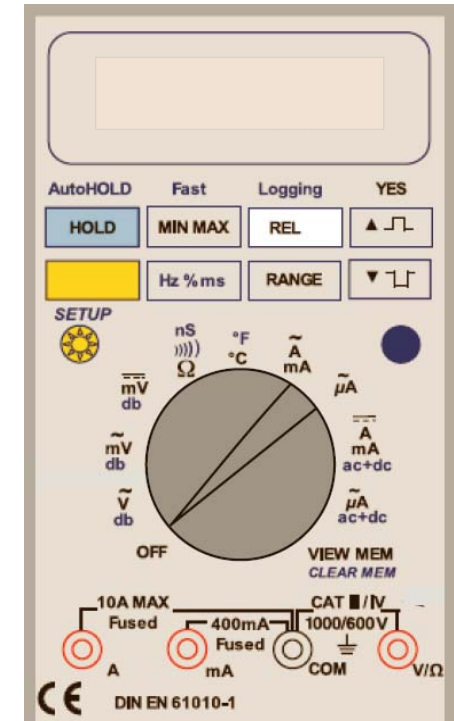 AutoHOLD Fast Logging YES
HOLD MIN MAX REL ▲
Hz % ms RANGE ▼
SETUP
nS °F
Ω °C
~ A mA
~ µA
mV db
~ mV db
A mA ac+dc
~ V db
~ µA ac+dc
OFF
VIEW MEM
CLEAR MEM
10A MAX CAT III/IV
Fused 400mA 1000/600V
Fused
A mA COM V/Ω
CE DIN EN 61010-1